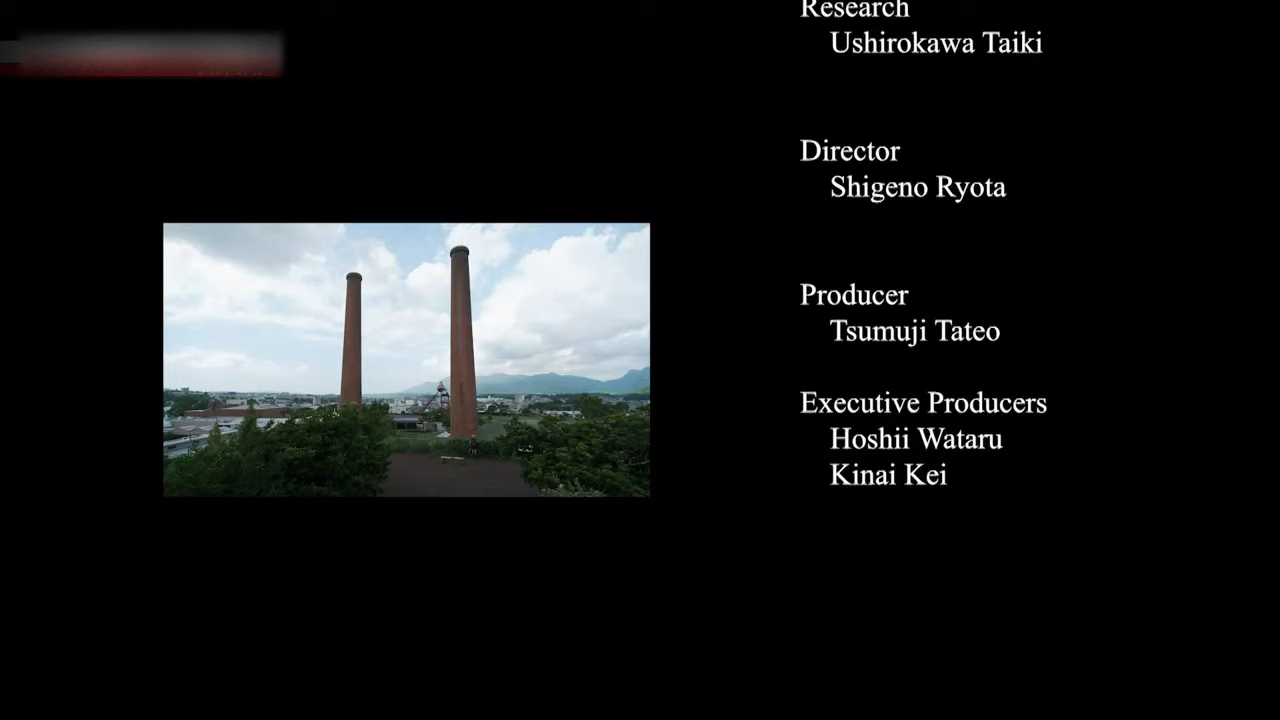 Research
Ushirokawa Taiki
Director
Shigeno Ryota
Producer
Tsumuji Tateo
Executive Producers
Hoshii Wataru
Kinai Kei